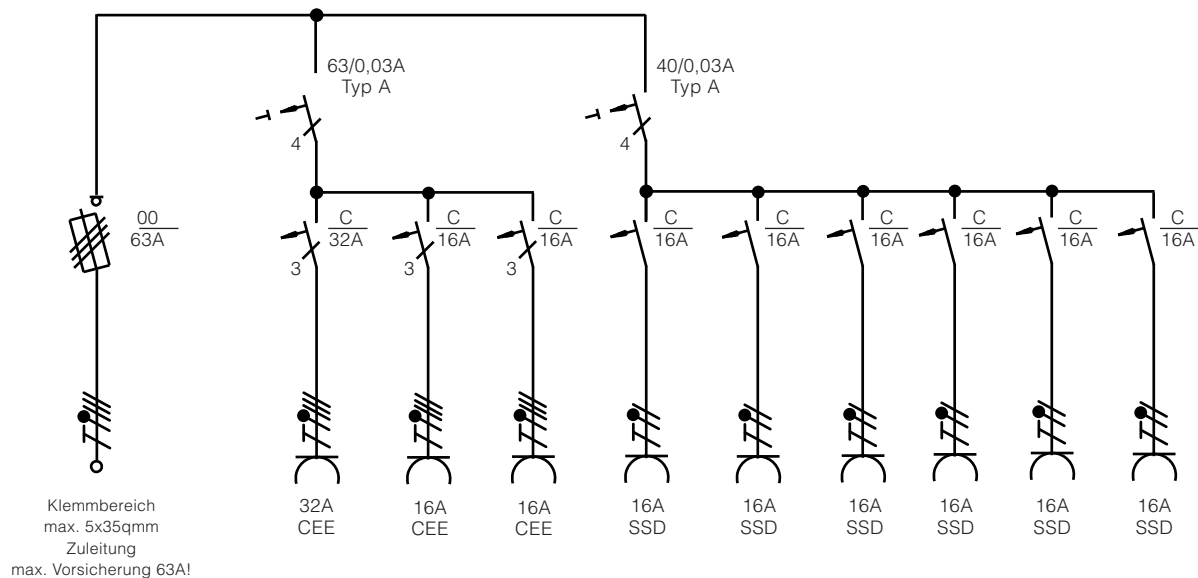 63/0,03A
Typ A
40/0,03A
Typ A
4
4
00
63A
C
32A
C
16A
C
16A
C
16A
C
16A
C
16A
C
16A
C
16A
C
16A
3
3
3
32A
CEE
16A
CEE
16A
CEE
16A
SSD
16A
SSD
16A
SSD
16A
SSD
16A
SSD
16A
SSD
Klemmbereich
max. 5x35qmm
Zuleitung
max. Vorsicherung 63A!